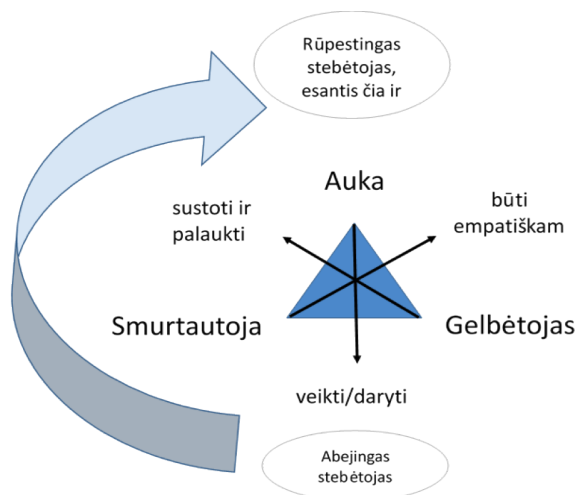 Rūpestingas
stebėtojas,
esantis čia ir
Auka
sustoti ir
palaukti
būti
empatiškam
Smurtautoja
Gelbėtojas
veikti/daryti
Abejingas
stebėtojas